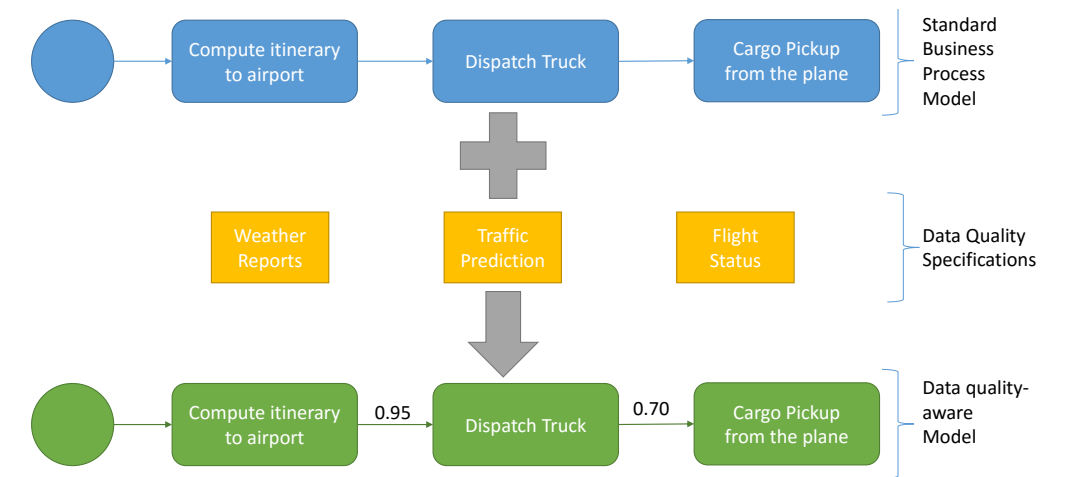 Compute itinerary
to airport
Dispatch Truck
Cargo Pickup
from the plane
Standard
Business
Process
Model
Weather
Reports
Traffic
Prediction
Flight
Status
Data Quality
Specifications
Compute itinerary
to airport
0.95
Dispatch Truck
0.70
Cargo Pickup
from the plane
Data quality-
aware
Model